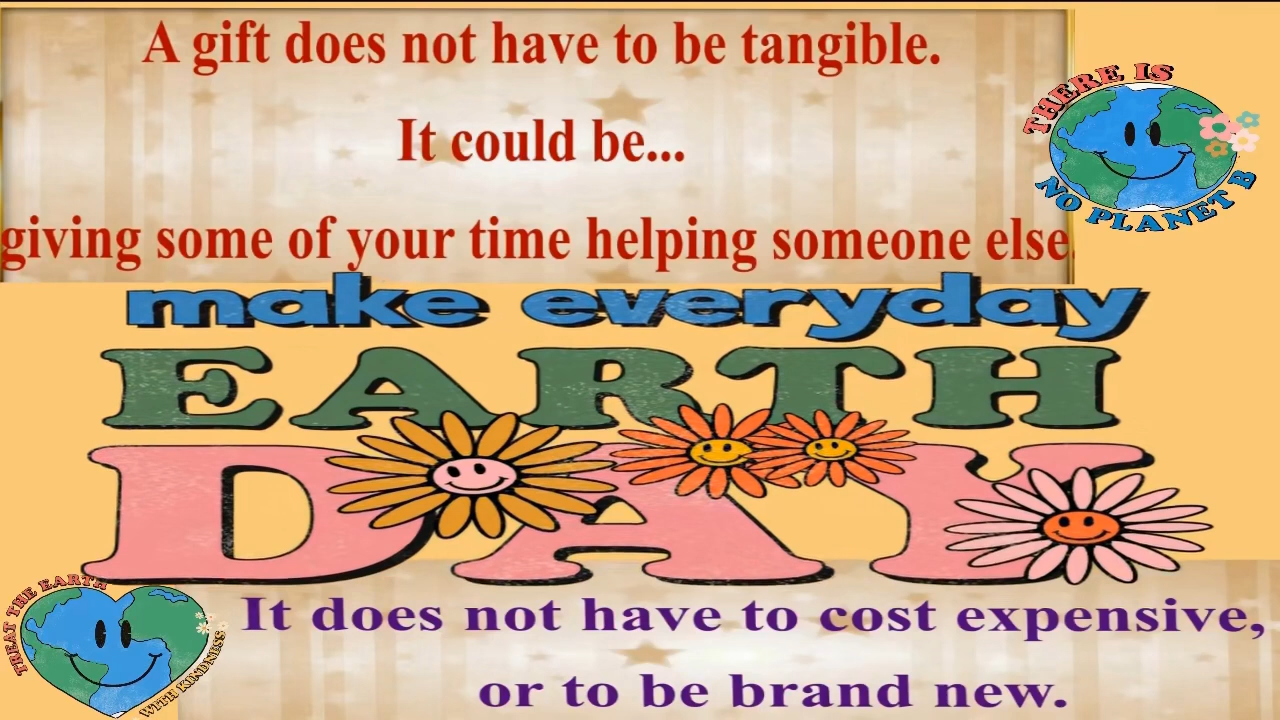 A gift does not have to be tangible.
It could be...
giving some of your time helping someone else.
THERE IS
NO PLANET B
make everyday
EARTH
DAY
TREAT THE EARTH
WITH KINDNESS
It does not have to cost expensive,
or to be brand new.